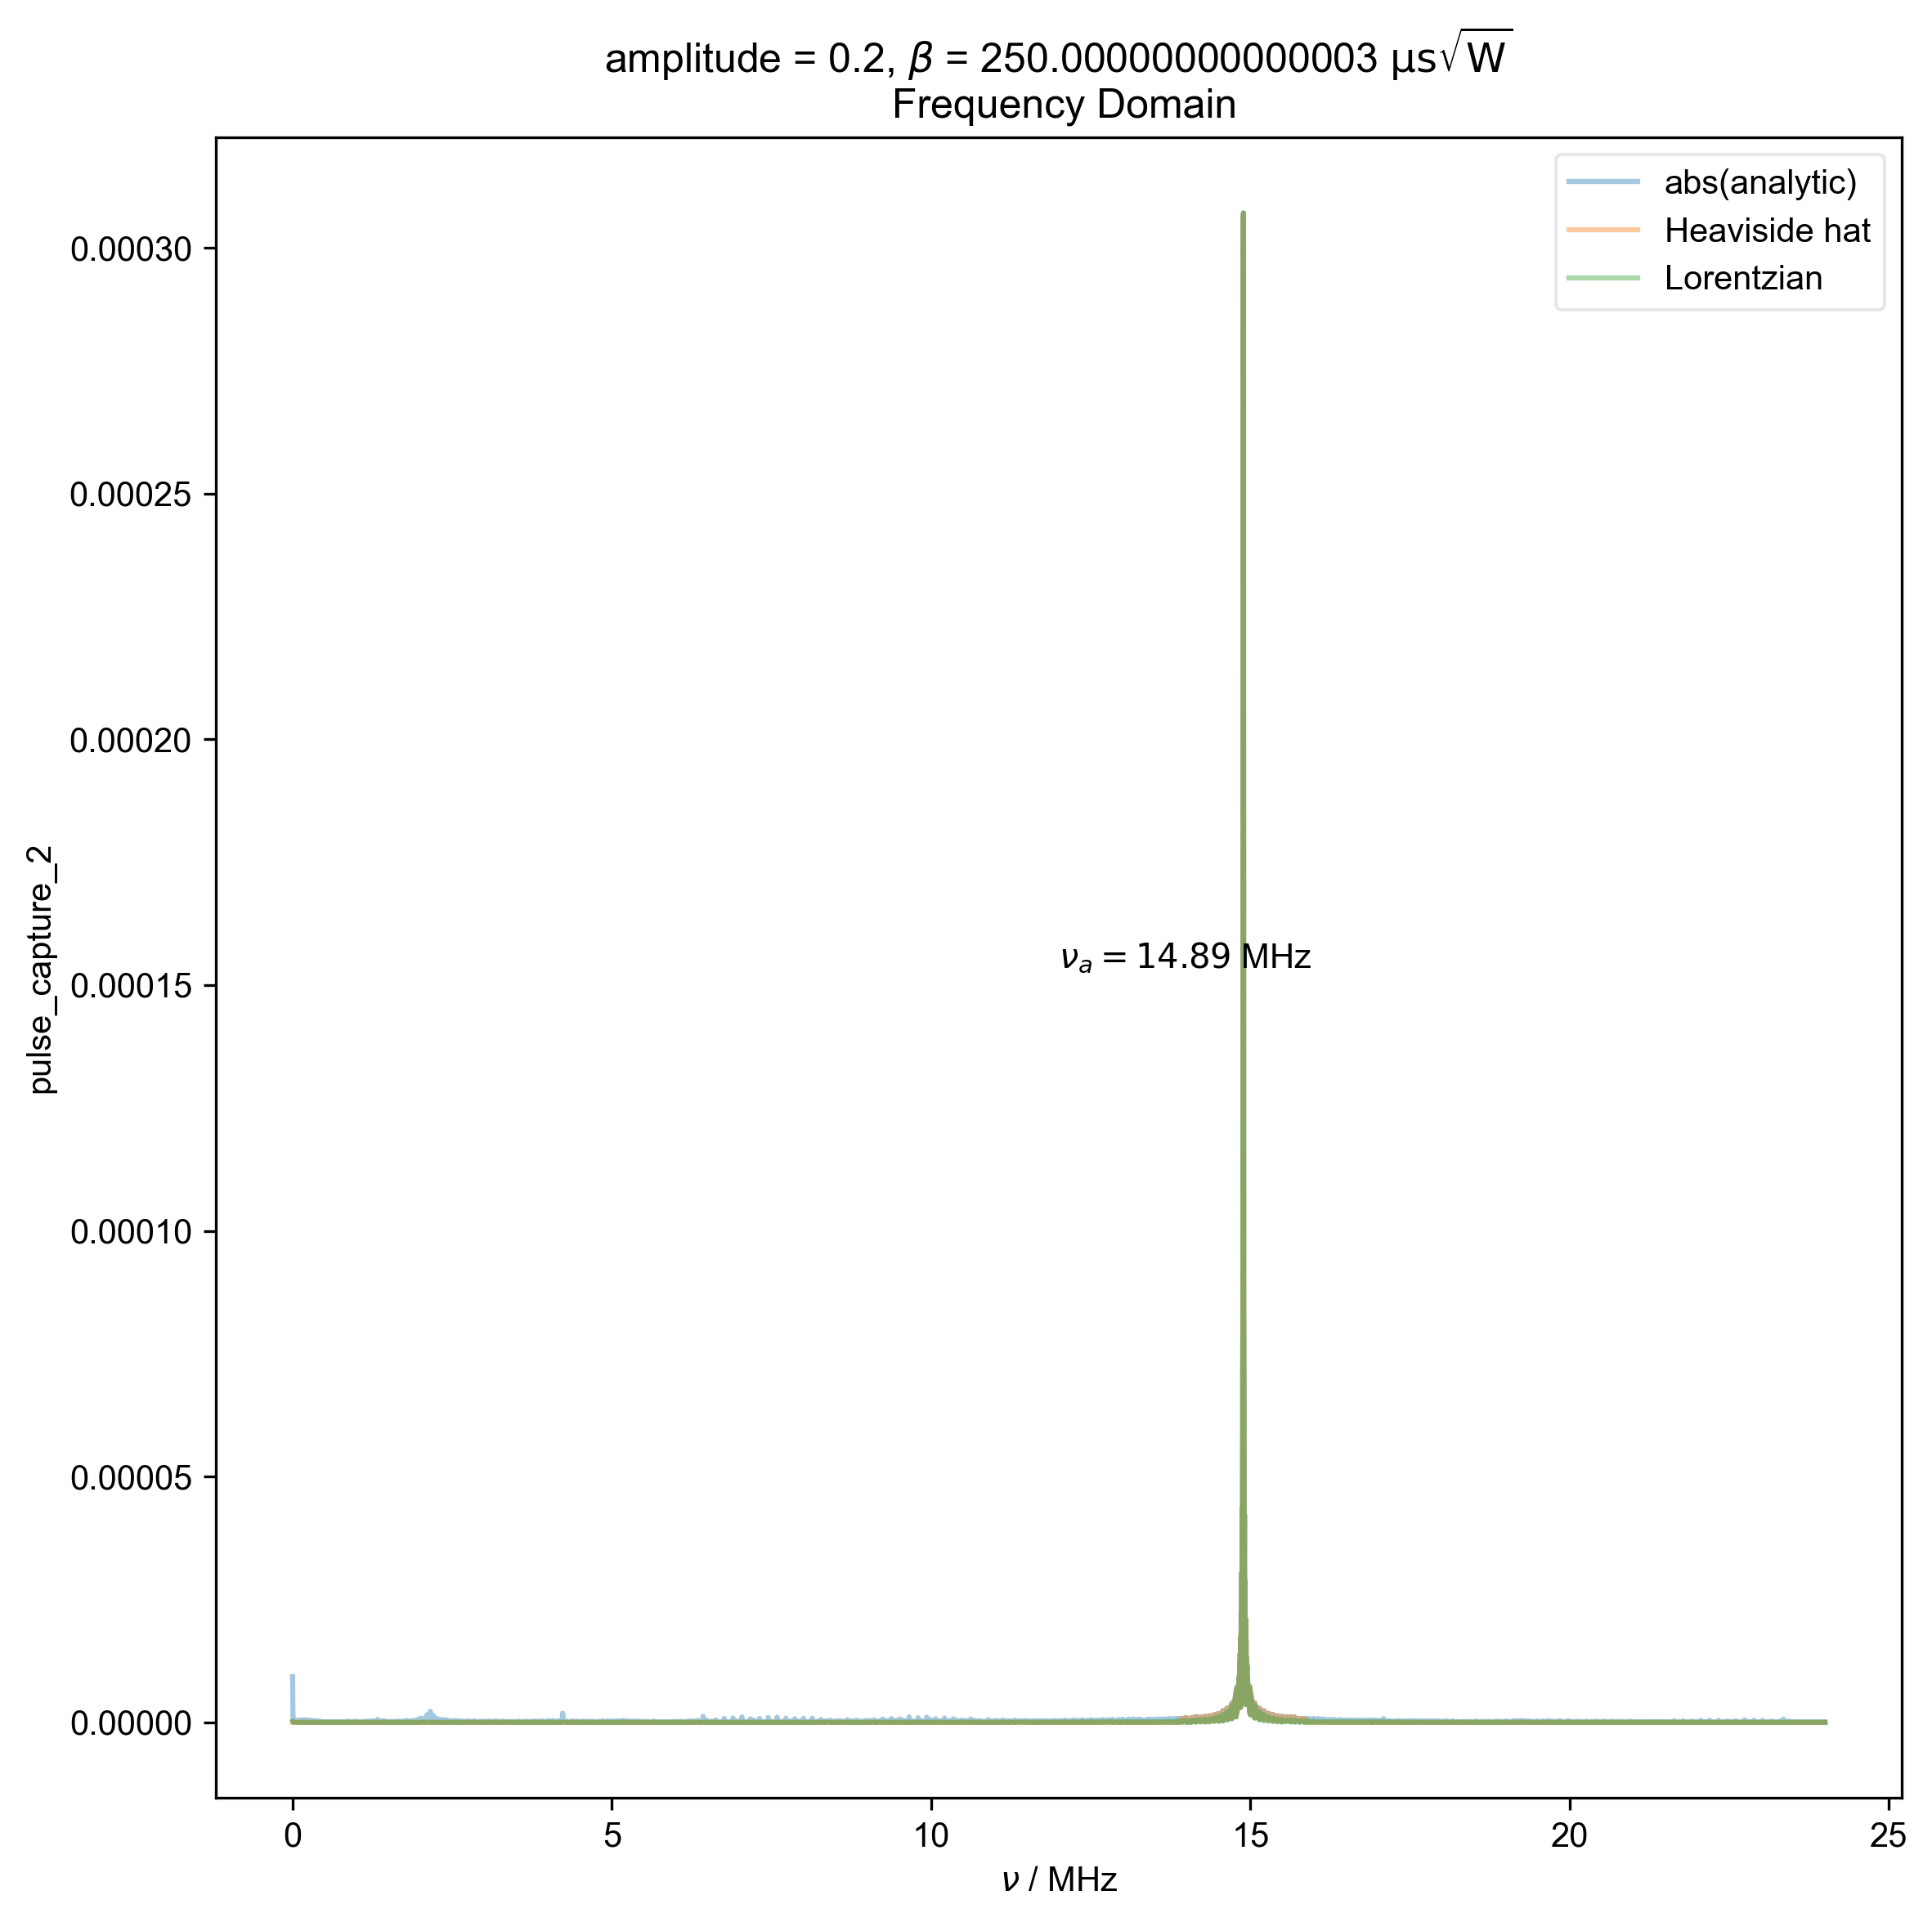 amplitude = 0.2, β = 250.00000000000003 μs√W
Frequency Domain
abs(analytic)
Heaviside hat
Lorentzian
0.00030
0.00025
0.00020
0.00015
0.00010
0.00005
0.00000
pulse_capture_2
ν_a = 14.89 MHz
0
5
10
15
20
25
ν / MHz